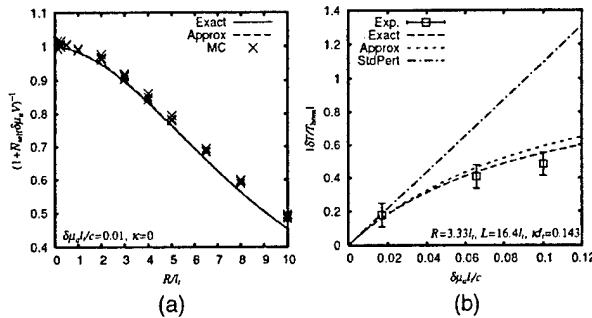 Exact
Approx
MC
(1+R_self δμ_a V)⁻¹
1.1
1
0.9
0.8
0.7
0.6
0.5
0.4
δμ_a l_t/c=0.01, κ=0
0 1 2 3 4 5 6 7 8 9 10
R/l_t
(a)
Exp.
Exact
Approx
StdPert
|δT/T_hom|
1.4
1.2
1
0.8
0.6
0.4
0.2
0
R=3.33l_t, L=16.4l_t, κl_t=0.143
0 0.02 0.04 0.06 0.08 0.1 0.12
δμ_a l_t/c
(b)